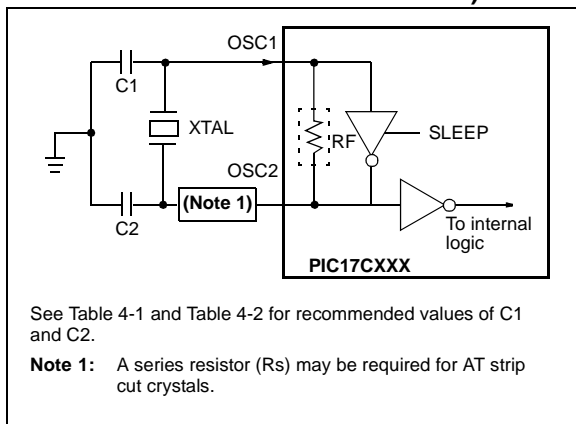 OSC1
C1
XTAL
RF
SLEEP
OSC2
(Note 1)
C2
To internal
logic
PIC17CXXX
See Table 4-1 and Table 4-2 for recommended values of C1
and C2.
Note 1: A series resistor (Rs) may be required for AT strip
cut crystals.